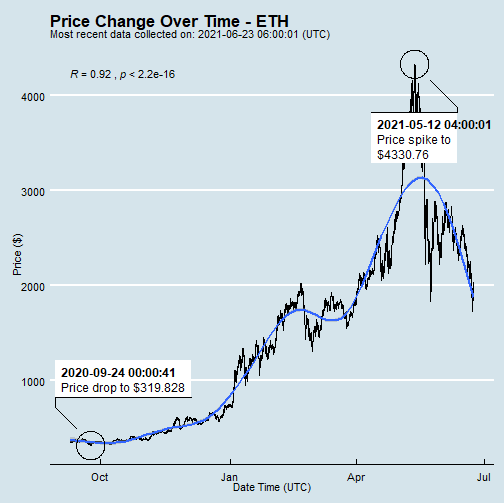 Price Change Over Time - ETH
Most recent data collected on: 2021-06-23 06:00:01 (UTC)
R = 0.92 , p < 2.2e-16
4000
2021-05-12 04:00:01
Price spike to
$4330.76
3000
Price ($)
2000
2020-09-24 00:00:41
Price drop to $319.828
1000
Oct
Jan
Apr
Jul
Date Time (UTC)